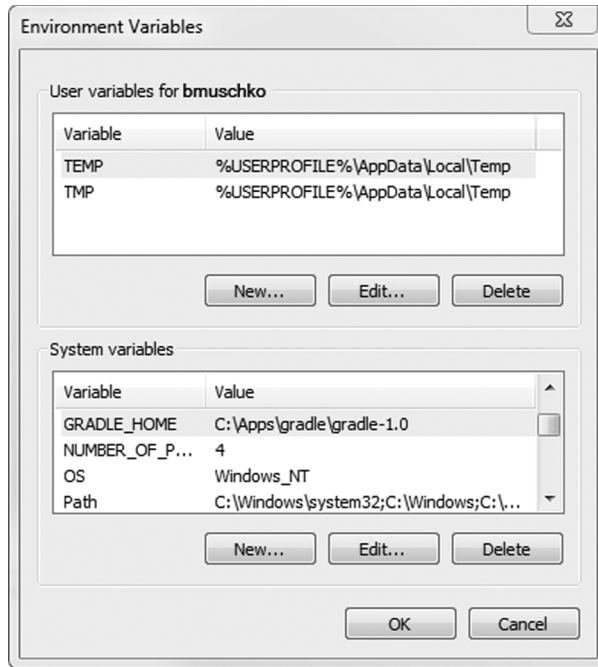 Environment Variables
User variables for bmuschko
Variable Value
TEMP %USERPROFILE%\AppData\Local\Temp
TMP %USERPROFILE%\AppData\Local\Temp
New... Edit... Delete
System variables
Variable Value
GRADLE_HOME C:\Apps\gradle\gradle-1.0
NUMBER_OF_P... 4
OS Windows_NT
Path C:\Windows\system32;C:\Windows;C:\...
New... Edit... Delete
OK Cancel